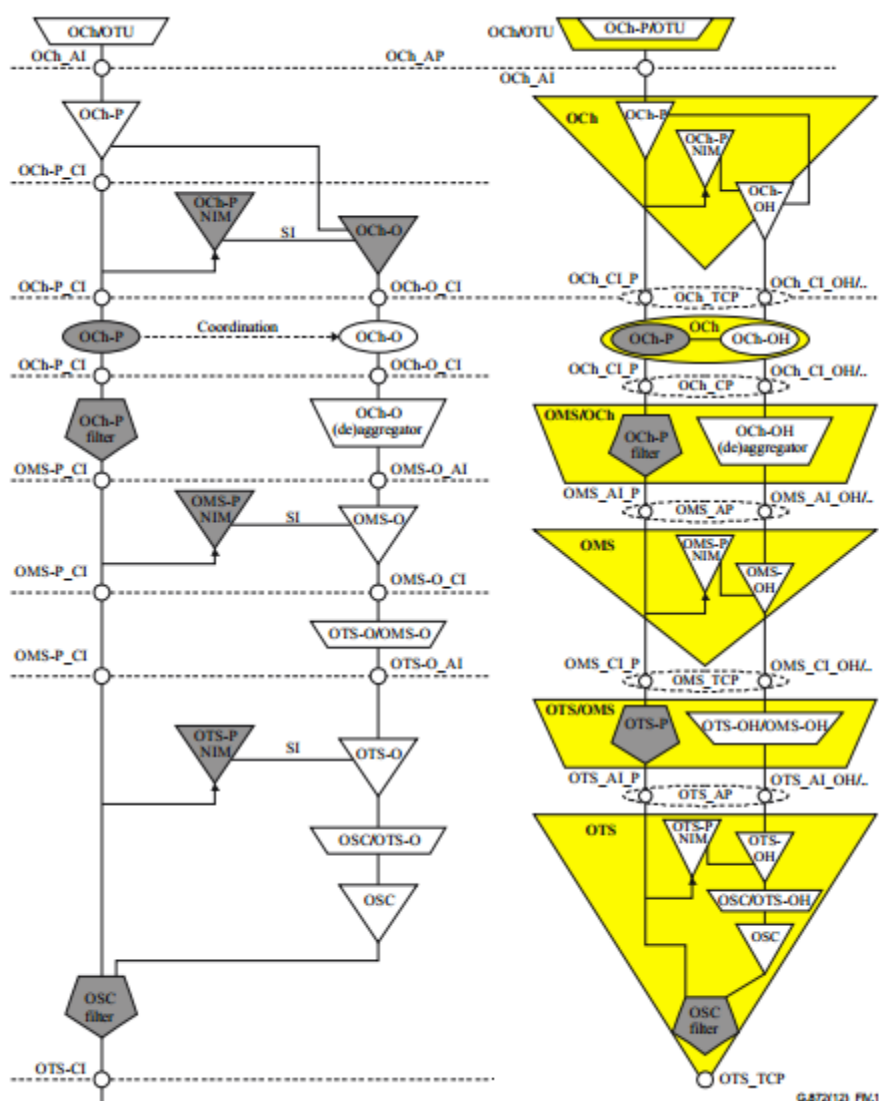 OCh/OTU
OCh/OTU
OCh-P/OTU
OCh_AI
OCh_AP
OCh_AI
OCh-P
OCh
OCh-P
OCh-P
NIM
OCh-OH
OCh-P_CI
OCh-P
NIM
SI
OCh-O
OCh-P_CI
OCh-O_CI
OCh_CI_P
OCh_TCP
OCh_CI_OH/..
OCh-P
Coordination
OCh-O
OCh
OCh-P
OCh-OH
OCh-P_CI
OCh-O_CI
OCh_CI_P
OCh_CP
OCh_CI_OH/..
OCh-P
filter
OCh-O
(de)aggregator
OMS/OCh
OCh-P
filter
OCh-OH
(de)aggregator
OMS-P_CI
OMS-O_AI
OMS_AI_P
OMS_AP
OMS_AI_OH/..
OMS-P
NIM
SI
OMS-O
OMS
OMS-P
NIM
OMS-
OH
OMS-P_CI
OMS-O_CI
OTS-O/OMS-O
OMS-P_CI
OTS-O_AI
OMS_CI_P
OMS_TCP
OMS_CI_OH/..
OTS/OMS
OTS-P
OTS-OH/OMS-OH
OTS-P
NIM
SI
OTS-O
OTS_AI_P
OTS_AP
OTS_AI_OH/..
OTS
OTS-P
NIM
OTS-
OH
OSC/OTS-O
OSC/OTS-OH
OSC
OSC
OSC
filter
OSC
filter
OTS-CI
OTS_TCP
G.872(12)_FIV.1